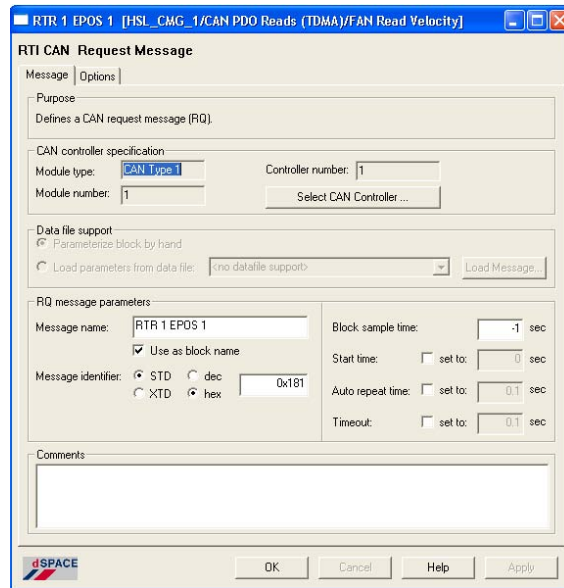 RTR 1 EPOS 1 [HSL_CMG_1/CAN PDO Reads (TDMA)/FAN Read Velocity]
RTI CAN Request Message
Message Options
Purpose
Defines a CAN request message (RQ).
CAN controller specification
Module type: CAN Type 1 Controller number: 1
Module number: 1 Select CAN Controller ...
Data file support
Parameterize block by hand
Load parameters from data file: <no datafile support> Load Message...
RQ message parameters
Message name: RTR 1 EPOS 1 Block sample time: -1 sec
Use as block name
Start time: set to: 0 sec
Message identifier: STD dec 0x181
XTD hex
Auto repeat time: set to: 0.1 sec
Timeout: set to: 0.1 sec
Comments
dSPACE OK Cancel Help Apply